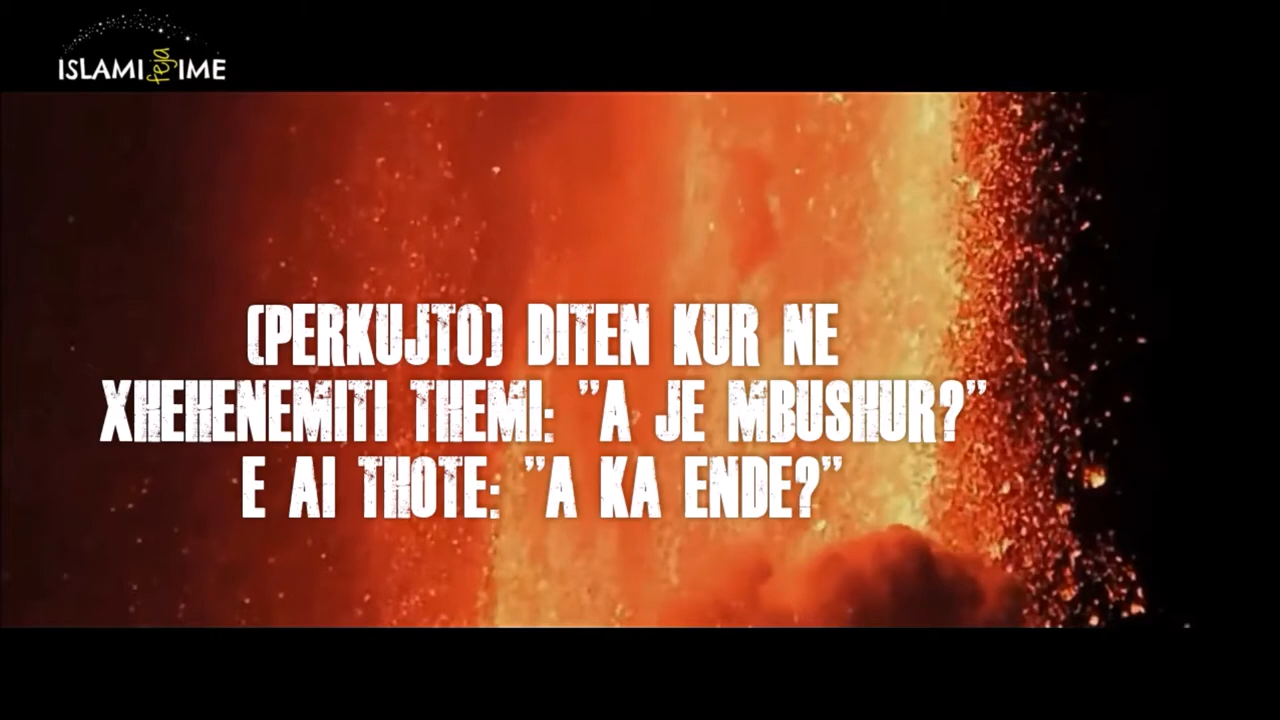 ISLAMI feja IME
(PERKUJTO) DITEN KUR NE
XHEHENEMITI THEMI: "A JE MBUSHUR?"
E AI THOTE: "A KA ENDE?"